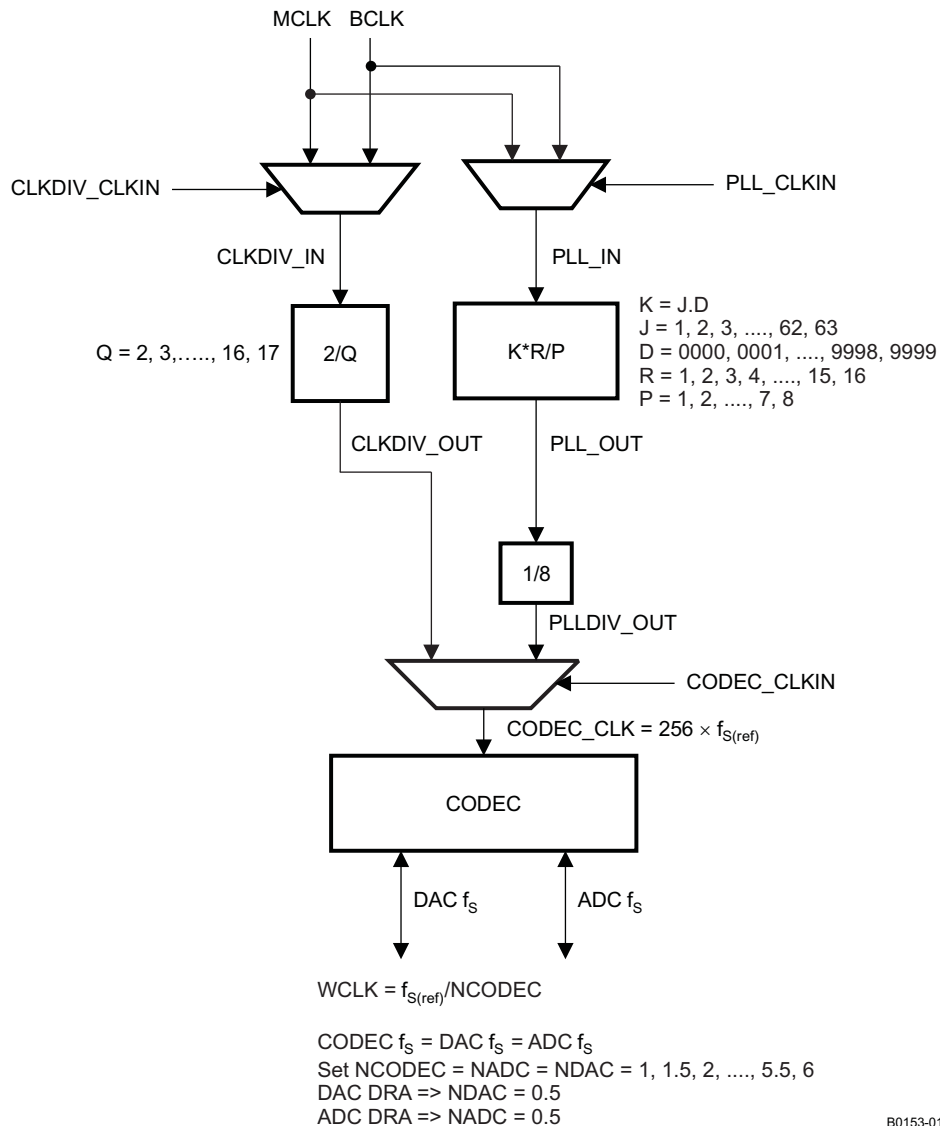 MCLK BCLK
CLKDIV_CLKIN
PLL_CLKIN
CLKDIV_IN
PLL_IN
Q = 2, 3,....., 16, 17
2/Q
K*R/P
K = J.D
J = 1, 2, 3, ...., 62, 63
D = 0000, 0001, ...., 9998, 9999
R = 1, 2, 3, 4, ...., 15, 16
P = 1, 2, ...., 7, 8
CLKDIV_OUT
PLL_OUT
1/8
PLLDIV_OUT
CODEC_CLKIN
CODEC_CLK = 256 × fS(ref)
CODEC
DAC fS
ADC fS
WCLK = fS(ref)/NCODEC
CODEC fS = DAC fS = ADC fS
Set NCODEC = NADC = NDAC = 1, 1.5, 2, ...., 5.5, 6
DAC DRA => NDAC = 0.5
ADC DRA => NADC = 0.5
B0153-01